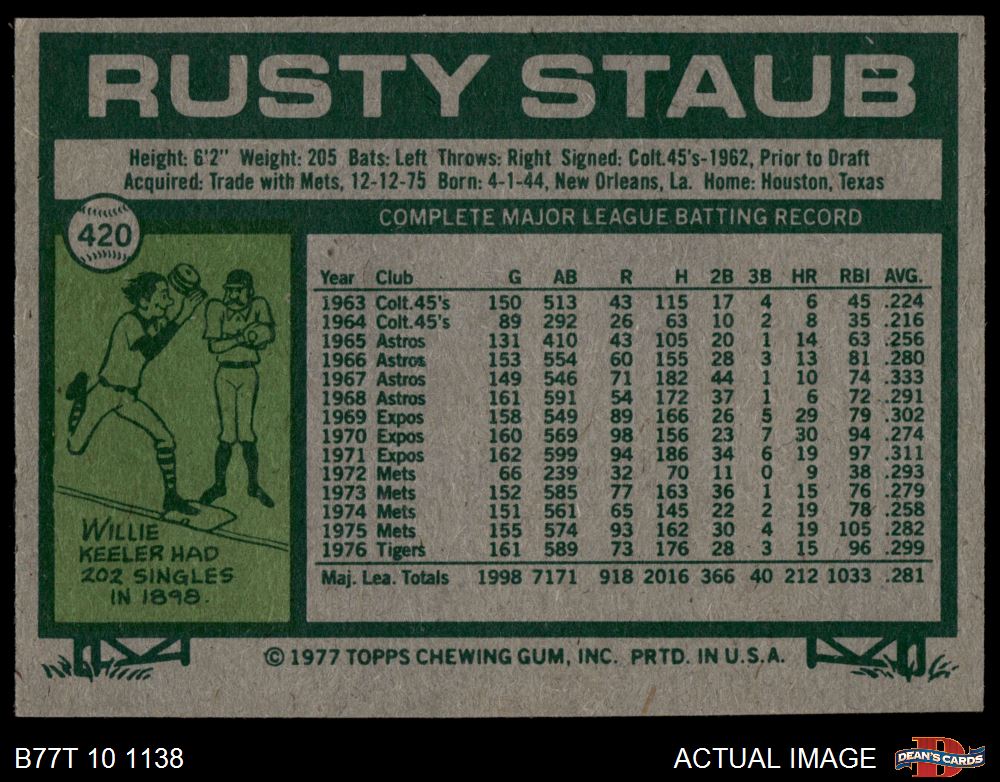 RUSTY STAUB
Height: 6'2" Weight: 205 Bats: Left Throws: Right Signed: Colt.45's-1962, Prior to Draft
Acquired: Trade with Mets, 12-12-75 Born: 4-1-44, New Orleans, La. Home: Houston, Texas
420
COMPLETE MAJOR LEAGUE BATTING RECORD
Year Club G AB R H 2B 3B HR RBI AVG.
1963 Colt.45's 150 513 43 115 17 4 6 45 .224
1964 Colt.45's 89 292 26 63 10 2 8 35 .216
1965 Astros 131 410 43 105 20 1 14 63 .256
1966 Astros 153 554 60 155 28 3 13 81 .280
1967 Astros 149 546 71 182 44 1 10 74 .333
1968 Astros 161 591 54 172 37 1 6 72 .291
1969 Expos 158 549 89 166 26 5 29 79 .302
1970 Expos 160 569 98 156 23 7 30 94 .274
1971 Expos 162 599 94 186 34 6 19 97 .311
1972 Mets 66 239 32 70 11 0 9 38 .293
1973 Mets 152 585 77 163 36 1 15 76 .279
1974 Mets 151 561 65 145 22 2 19 78 .258
1975 Mets 155 574 93 162 30 4 19 105 .282
1976 Tigers 161 589 73 176 28 3 15 96 .299
Maj. Lea. Totals 1998 7171 918 2016 366 40 212 1033 .281
WILLIE
KEELER HAD
202 SINGLES
IN 1898.
© 1977 TOPPS CHEWING GUM, INC. PRTD. IN U.S.A.
B77T 10 1138
ACTUAL IMAGE
D
DEAN'S CARDS